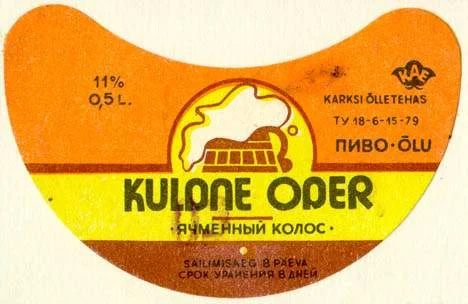 11%
0,5 L.
KAE
KARKSI ÕLLETEHAS
ТУ 18-6-15-79
ПИВО·ÕLU
KULDNE ODER
·ЯЧМЕННЫЙ КОЛОС·
SÄILIMISAEG 8 PÄEVA
СРОК ХРАНЕНИЯ 8 ДНЕЙ